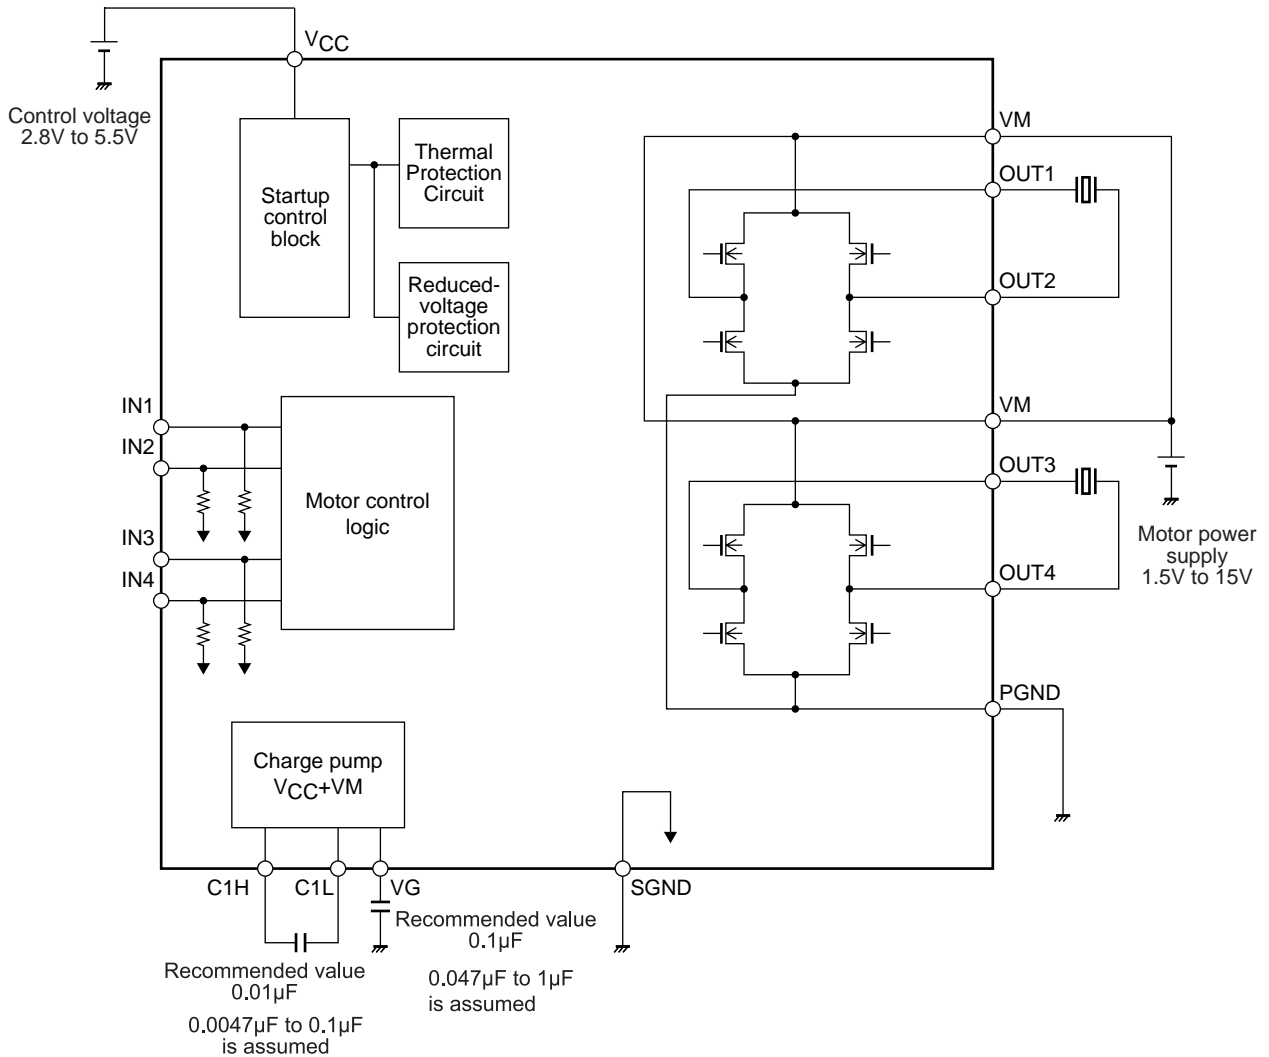 VCC
Control voltage
2.8V to 5.5V
Startup
control
block
Thermal
Protection
Circuit
Reduced-
voltage
protection
circuit
VM
OUT1
OUT2
VM
OUT3
OUT4
Motor power
supply
1.5V to 15V
PGND
IN1
IN2
IN3
IN4
Motor control
logic
Charge pump
VCC+VM
C1H
C1L
VG
SGND
Recommended value
0.1μF
0.047μF to 1μF
is assumed
Recommended value
0.01μF
0.0047μF to 0.1μF
is assumed